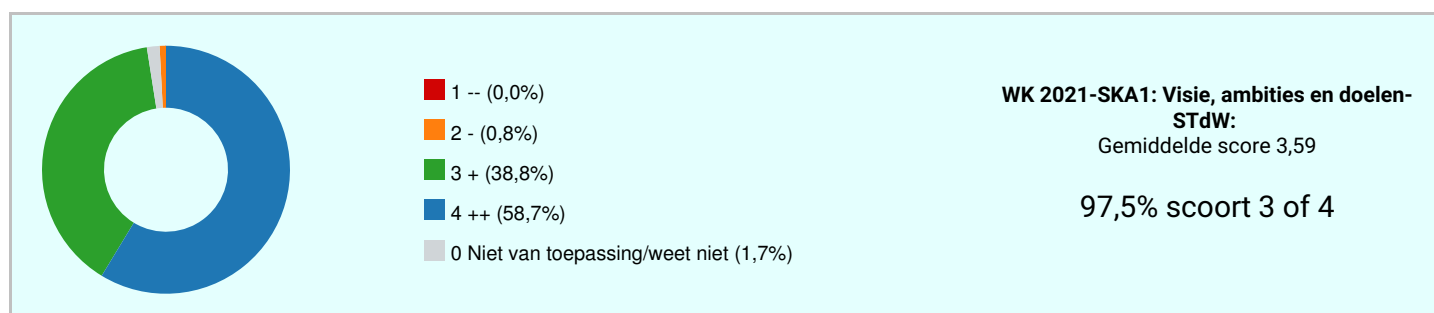 1 -- (0,0%)
2 - (0,8%)
3 + (38,8%)
4 ++ (58,7%)
0 Niet van toepassing/weet niet (1,7%)
WK 2021-SKA1: Visie, ambities en doelen-
STdW:
Gemiddelde score 3,59
97,5% scoort 3 of 4